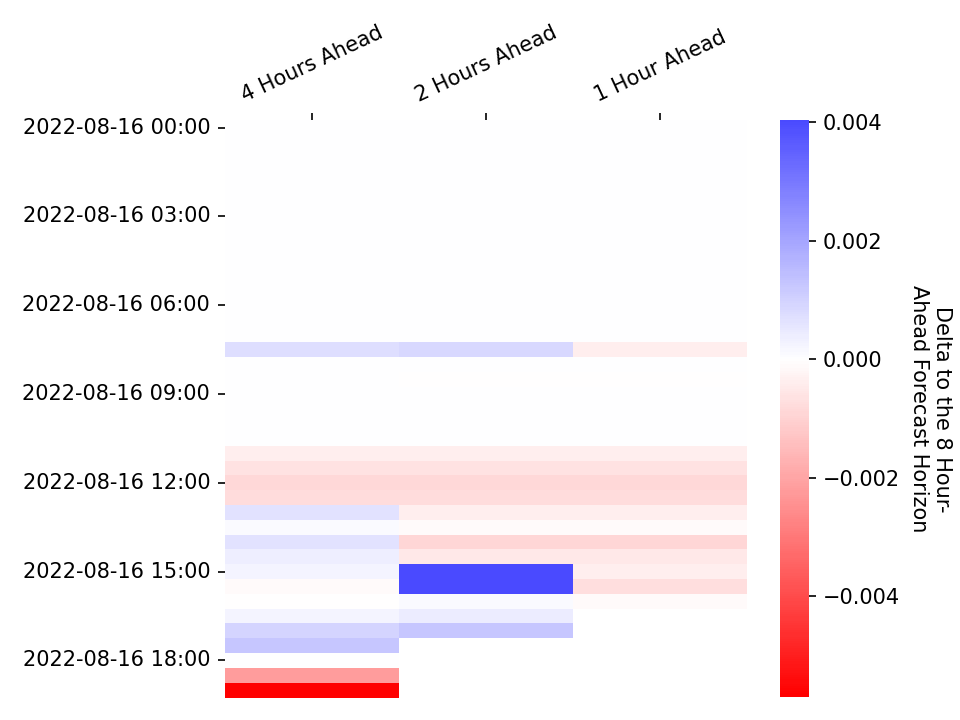 4 Hours Ahead
2 Hours Ahead
1 Hour Ahead
2022-08-16 00:00
2022-08-16 03:00
2022-08-16 06:00
2022-08-16 09:00
2022-08-16 12:00
2022-08-16 15:00
2022-08-16 18:00
0.004
0.002
0.000
−0.002
−0.004
Delta to the 8 Hour-
Ahead Forecast Horizon